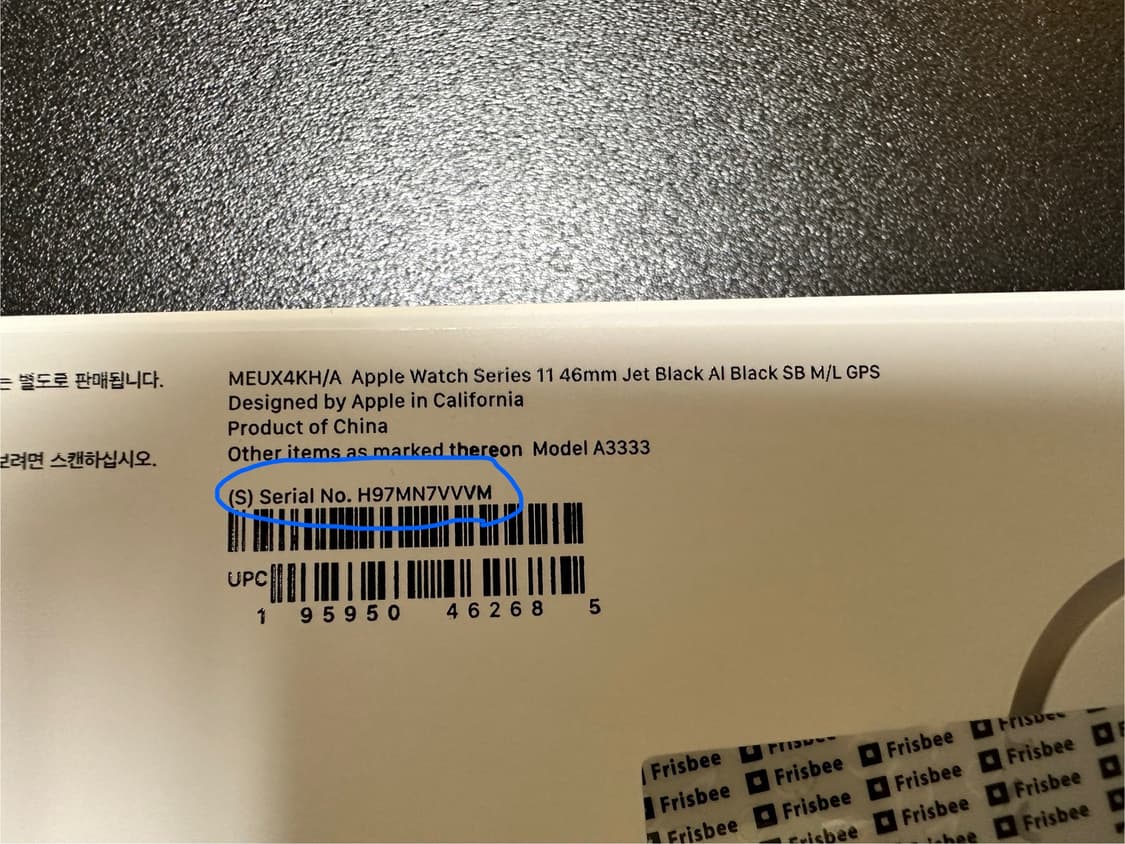 는 별도로 판매됩니다.
보려면 스캔하십시오.
MEUX4KH/A Apple Watch Series 11 46mm Jet Black Al Black SB M/L GPS
Designed by Apple in California
Product of China
Other items as marked thereon Model A3333
(S) Serial No. H97MN7VVVM
UPC
1 95950 46268 5
Frisbee Frisbee Frisbee Frisbee
Frisbee Frisbee Frisbee Frisbee
Frisbee Frisbee Frisbee Frisbee